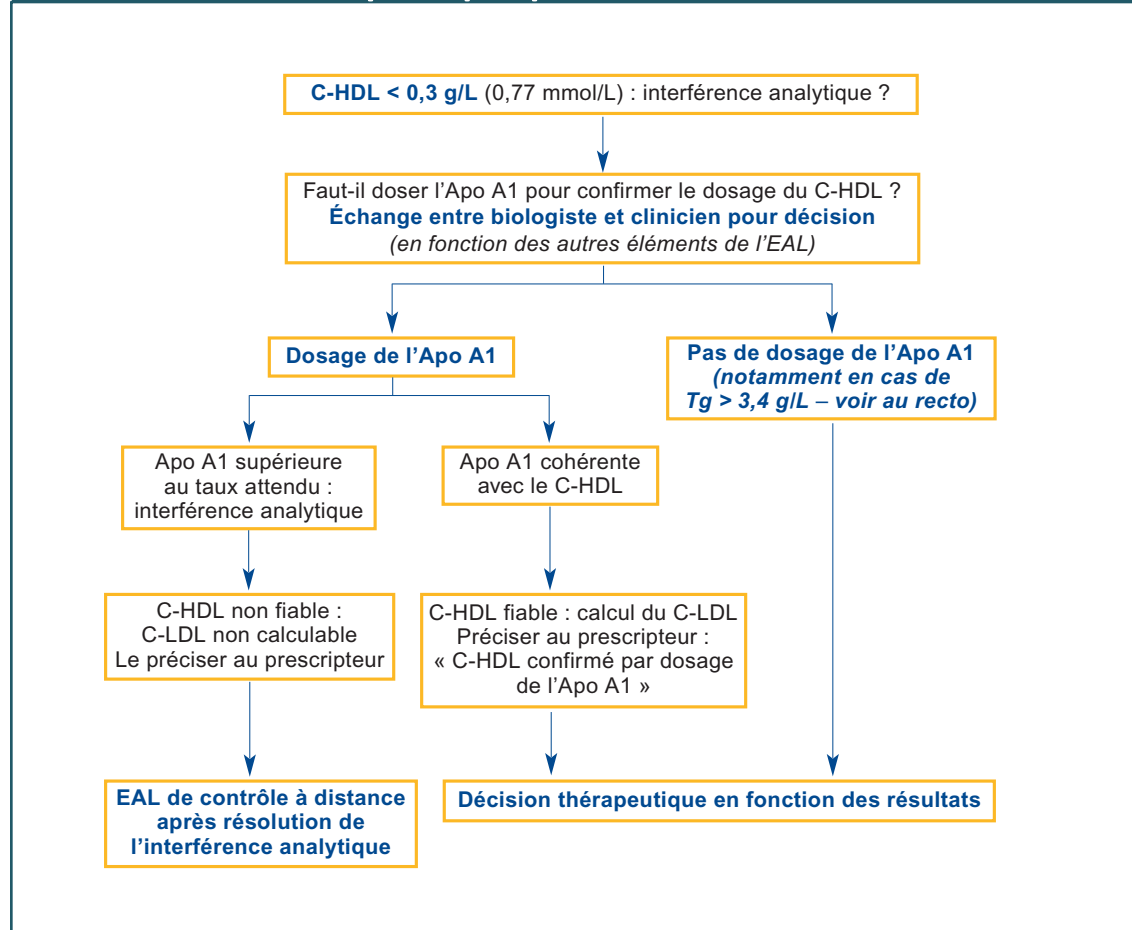 C-HDL < 0,3 g/L (0,77 mmol/L) : interférence analytique ?
Faut-il doser l’Apo A1 pour confirmer le dosage du C-HDL ?
Échange entre biologiste et clinicien pour décision
(en fonction des autres éléments de l’EAL)
Dosage de l’Apo A1
Pas de dosage de l’Apo A1
(notamment en cas de
Tg > 3,4 g/L – voir au recto)
Apo A1 supérieure
au taux attendu :
interférence analytique
Apo A1 cohérente
avec le C-HDL
C-HDL non fiable :
C-LDL non calculable
Le préciser au prescripteur
C-HDL fiable : calcul du C-LDL
Préciser au prescripteur :
« C-HDL confirmé par dosage
de l’Apo A1 »
EAL de contrôle à distance
après résolution de
l’interférence analytique
Décision thérapeutique en fonction des résultats